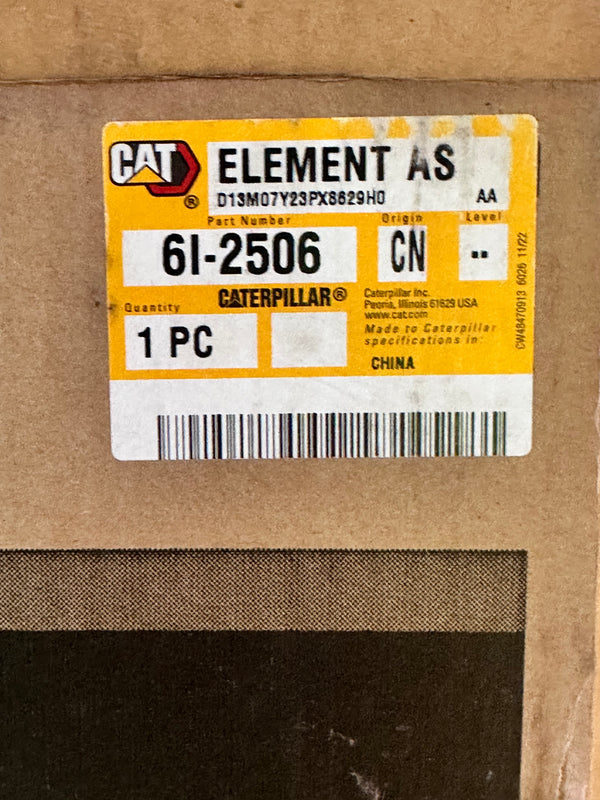 CAT
®
ELEMENT AS
D13M07Y23PX8629H0 AA
Part Number Origin Level
6I-2506 CN --
CATERPILLAR®
Quantity
1 PC
Caterpillar Inc.
Peoria, Illinois 61629 USA
www.cat.com
Made to Caterpillar
specifications in:
CHINA
CW48470913 6026 11/22